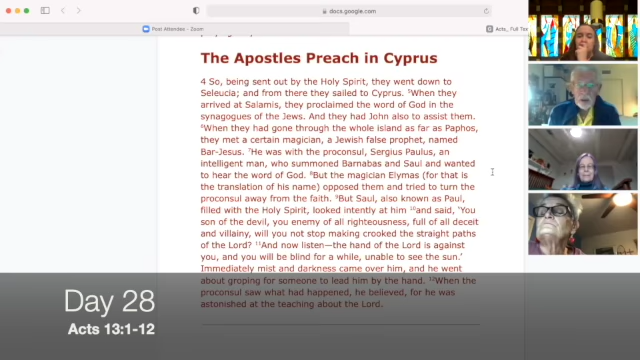 docs.google.com
Post Attendee - Zoom
Acts, Full Tex
The Apostles Preach in Cyprus
4 So, being sent out by the Holy Spirit, they went down to
Seleucia; and from there they sailed to Cyprus. 5When they
arrived at Salamis, they proclaimed the word of God in the
synagogues of the Jews. And they had John also to assist them.
6When they had gone through the whole island as far as Paphos,
they met a certain magician, a Jewish false prophet, named
Bar-Jesus. 7He was with the proconsul, Sergius Paulus, an
intelligent man, who summoned Barnabas and Saul and wanted
to hear the word of God. 8But the magician Elymas (for that is
the translation of his name) opposed them and tried to turn the
proconsul away from the faith. 9But Saul, also known as Paul,
filled with the Holy Spirit, looked intently at him 10and said, ‘You
son of the devil, you enemy of all righteousness, full of all deceit
and villainy, will you not stop making crooked the straight paths
of the Lord? 11And now listen—the hand of the Lord is against
you, and you will be blind for a while, unable to see the sun.’
Immediately mist and darkness came over him, and he went
about groping for someone to lead him by the hand. 12When the
proconsul saw what had happened, he believed, for he was
astonished at the teaching about the Lord.
Day 28
Acts 13:1-12